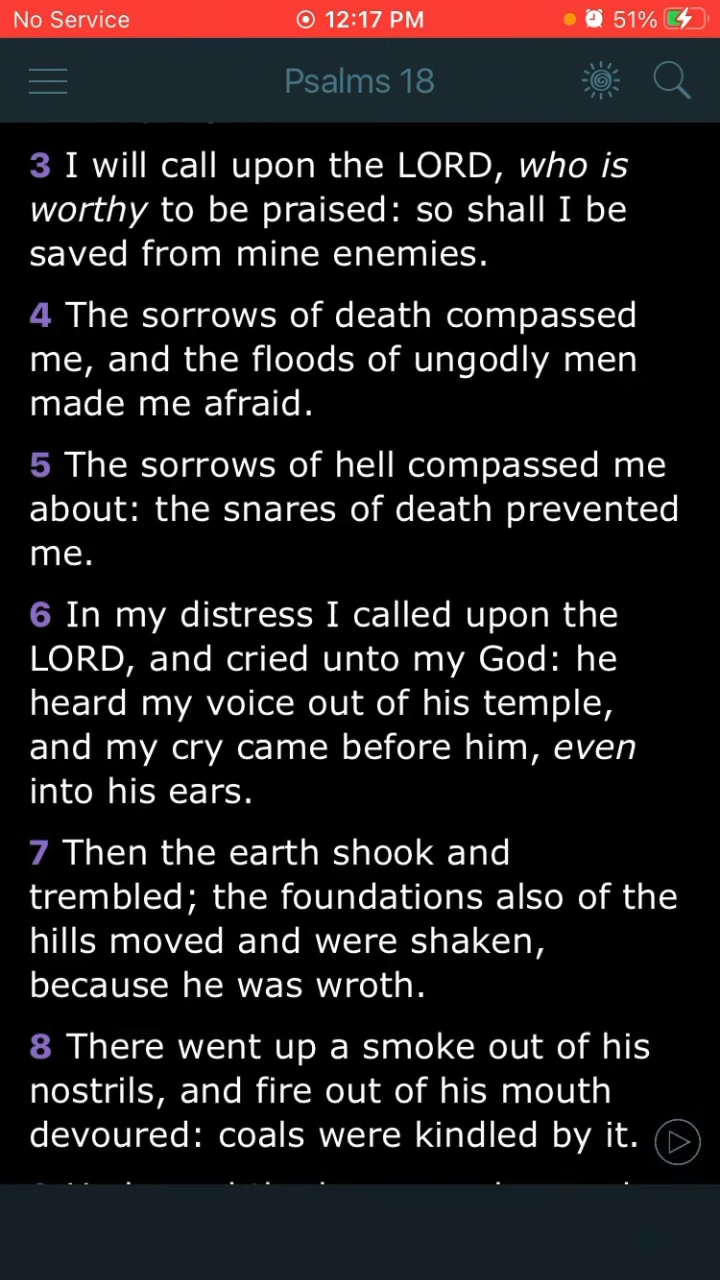 No Service 12:17 PM 51%
Psalms 18
3 I will call upon the LORD, who is
worthy to be praised: so shall I be
saved from mine enemies.
4 The sorrows of death compassed
me, and the floods of ungodly men
made me afraid.
5 The sorrows of hell compassed me
about: the snares of death prevented
me.
6 In my distress I called upon the
LORD, and cried unto my God: he
heard my voice out of his temple,
and my cry came before him, even
into his ears.
7 Then the earth shook and
trembled; the foundations also of the
hills moved and were shaken,
because he was wroth.
8 There went up a smoke out of his
nostrils, and fire out of his mouth
devoured: coals were kindled by it.